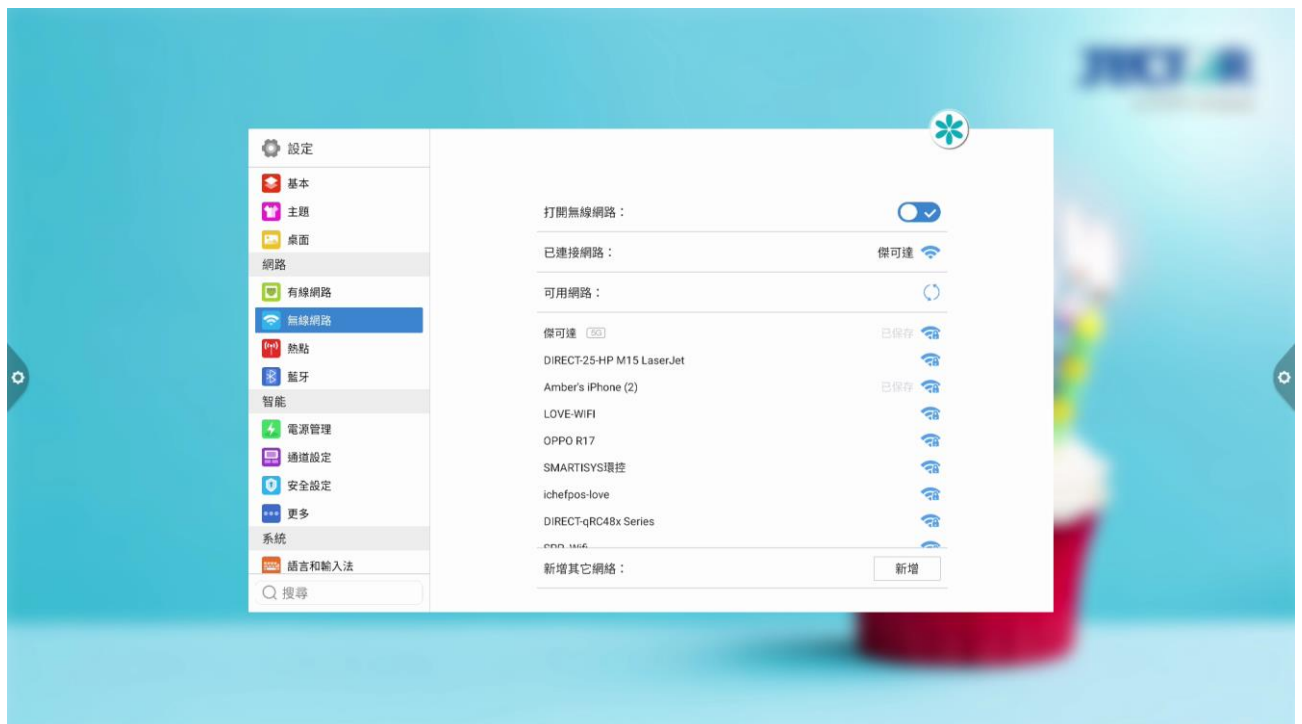 設定
基本
主題
桌面
網路
有線網路
無線網路
熱點
藍牙
智能
電源管理
通道設定
安全設定
更多
系統
語言和輸入法
搜尋
打開無線網路：
已連接網路： 傑可達
可用網路：
傑可達 5G 已保存
DIRECT-25-HP M15 LaserJet
Amber's iPhone (2) 已保存
LOVE-WIFI
OPPO R17
SMARTISYS環控
ichefpos-love
DIRECT-qRC48x Series
新增其它網絡： 新增